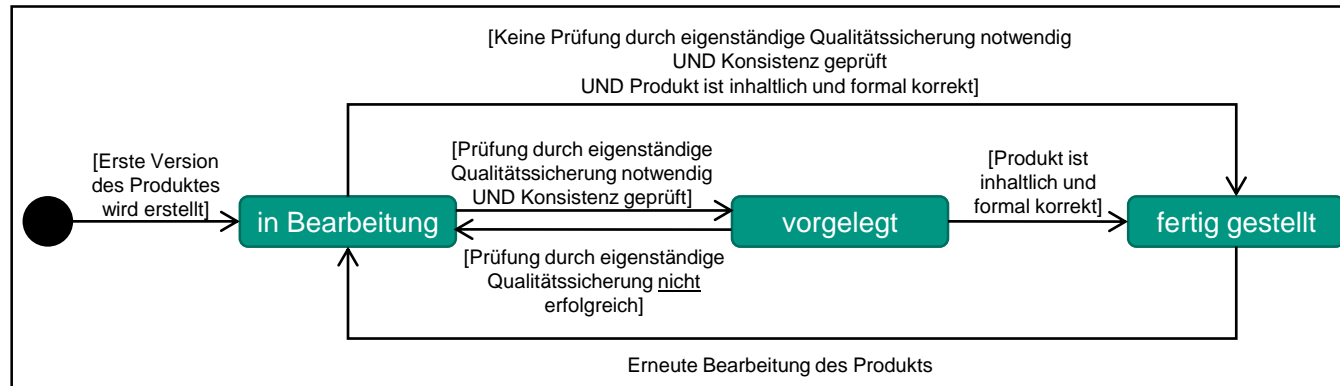 [Keine Prüfung durch eigenständige Qualitätssicherung notwendig
UND Konsistenz geprüft
UND Produkt ist inhaltlich und formal korrekt]
[Erste Version
des Produktes
wird erstellt]
[Prüfung durch eigenständige
Qualitätssicherung notwendig
UND Konsistenz geprüft]
[Produkt ist
inhaltlich und
formal korrekt]
in Bearbeitung
vorgelegt
fertig gestellt
[Prüfung durch eigenständige
Qualitätssicherung nicht
erfolgreich]
Erneute Bearbeitung des Produkts